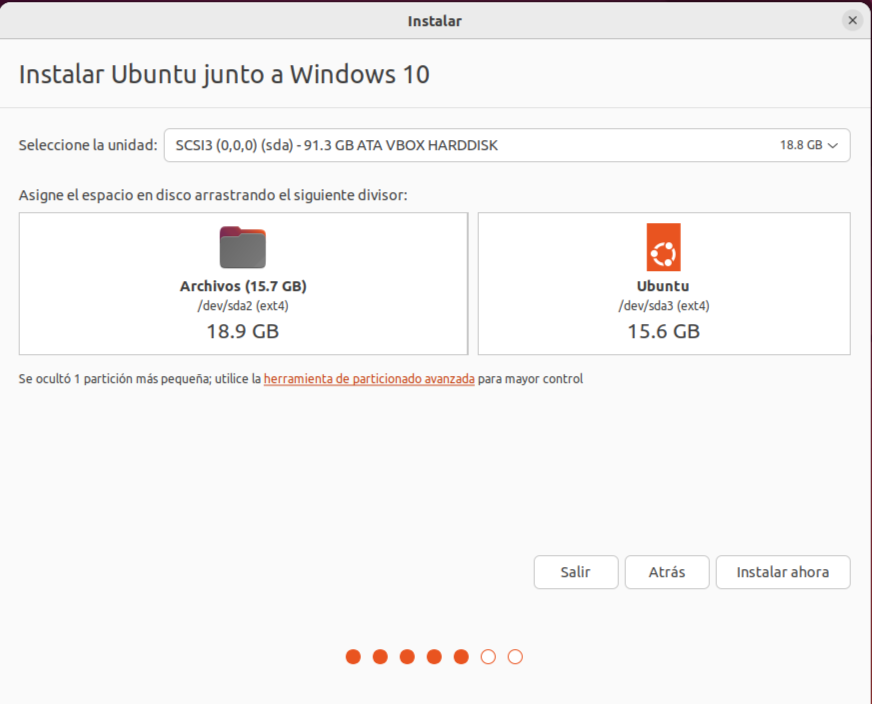 Instalar
Instalar Ubuntu junto a Windows 10
Seleccione la unidad: SCSI3 (0,0,0) (sda) - 91.3 GB ATA VBOX HARDDISK 18.8 GB
Asigne el espacio en disco arrastrando el siguiente divisor:
Archivos (15.7 GB)
/dev/sda2 (ext4)
18.9 GB
Ubuntu
/dev/sda3 (ext4)
15.6 GB
Se ocultó 1 partición más pequeña; utilice la herramienta de particionado avanzada para mayor control
Salir Atrás Instalar ahora